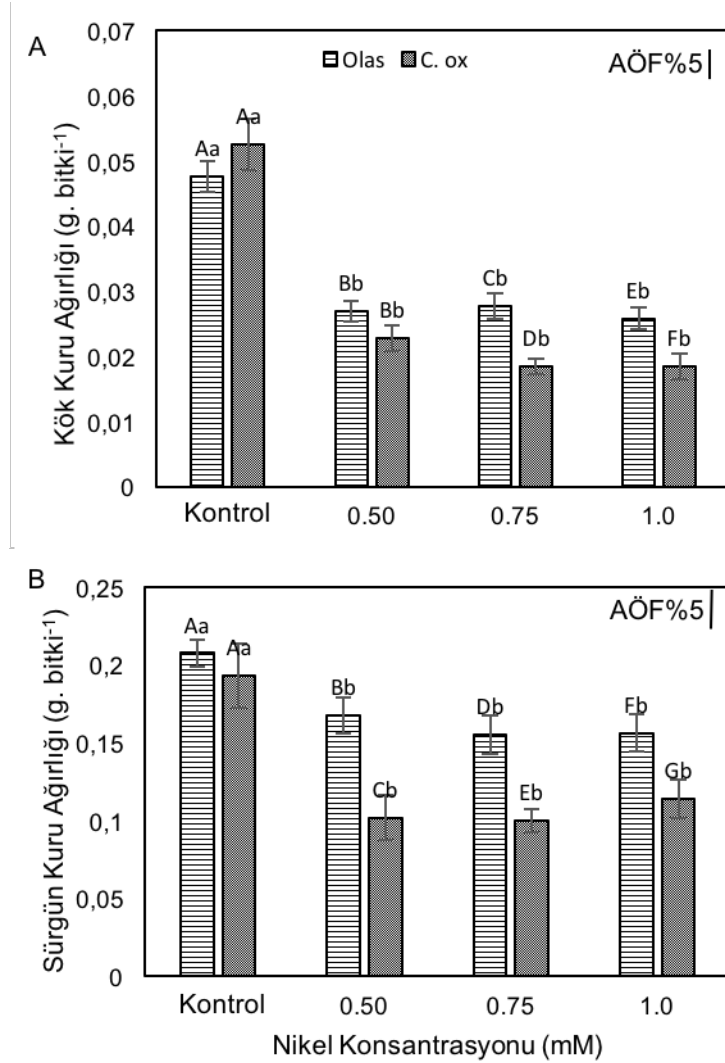 A
Kök Kuru Ağırlığı (g. bitki⁻¹)
0,07
0,06
0,05
0,04
0,03
0,02
0,01
0
Olas C. ox
AÖF%5
Aa Aa
Bb Bb
Cb Db
Eb Fb
Kontrol 0.50 0.75 1.0
B
Sürgün Kuru Ağırlığı (g. bitki⁻¹)
0,25
0,2
0,15
0,1
0,05
0
AÖF%5
Aa Aa
Bb Cb
Db Eb
Fb Gb
Kontrol 0.50 0.75 1.0
Nikel Konsantrasyonu (mM)